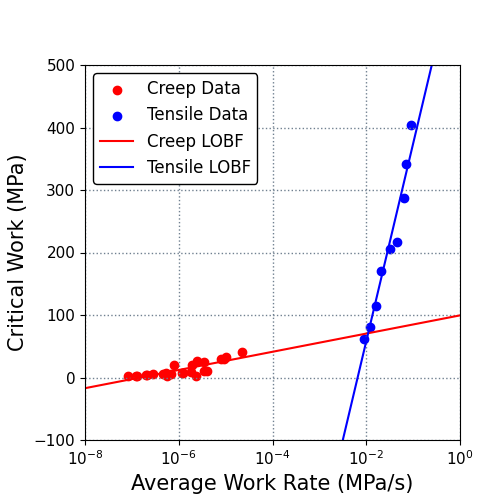 500
400
300
200
100
0
−100
Critical Work (MPa)
Creep Data
Tensile Data
Creep LOBF
Tensile LOBF
10⁻⁸ 10⁻⁶ 10⁻⁴ 10⁻² 10⁰
Average Work Rate (MPa/s)